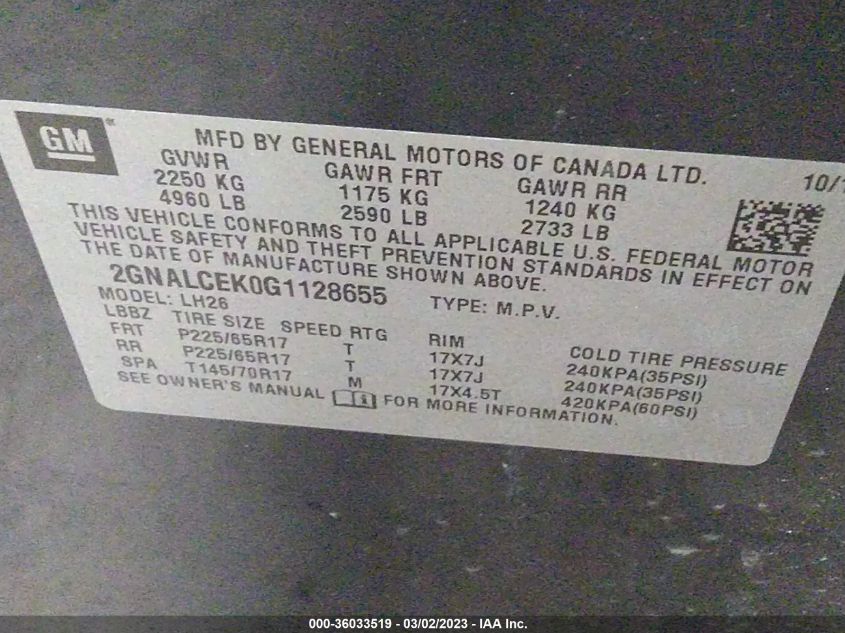 GM
MFD BY GENERAL MOTORS OF CANADA LTD.
10/1
GVWR GAWR FRT GAWR RR
2250 KG 1175 KG 1240 KG
4960 LB 2590 LB 2733 LB
THIS VEHICLE CONFORMS TO ALL APPLICABLE U.S. FEDERAL MOTOR
VEHICLE SAFETY AND THEFT PREVENTION STANDARDS IN EFFECT ON
THE DATE OF MANUFACTURE SHOWN ABOVE.
2GNALCEK0G1128655 TYPE: M.P.V.
MODEL: LH26
LBBZ TIRE SIZE SPEED RTG RIM COLD TIRE PRESSURE
FRT P225/65R17 T 17X7J 240KPA(35PSI)
RR P225/65R17 T 17X7J 240KPA(35PSI)
SPA T145/70R17 M 17X4.5T 420KPA(60PSI)
SEE OWNER'S MANUAL FOR MORE INFORMATION.
000-36033519 - 03/02/2023 - IAA Inc.